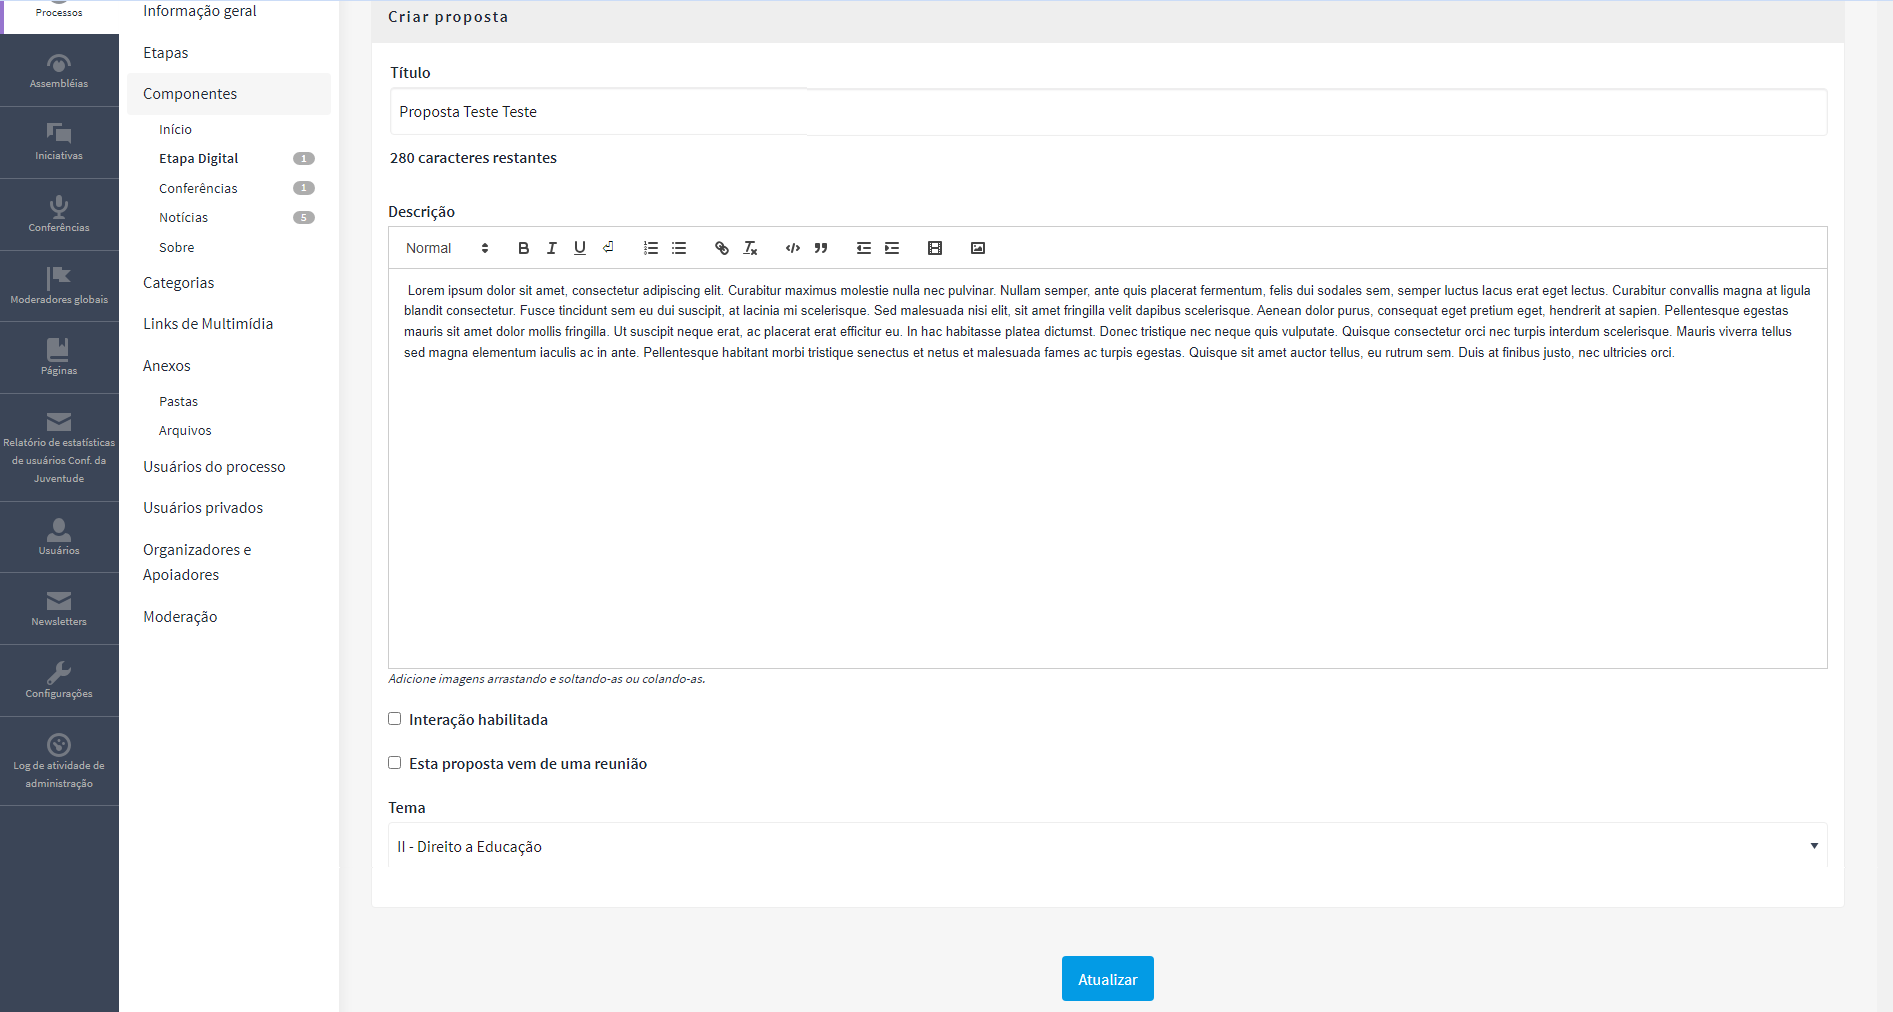 Processos
Assembléias
Iniciativas
Conferências
Moderadores globais
Páginas
Relatório de estatísticas
de usuários Conf. da
Juventude
Usuários
Newsletters
Configurações
Log de atividade de
administração
Informação geral
Etapas
Componentes
Início
Etapa Digital 1
Conferências 1
Notícias 5
Sobre
Categorias
Links de Multimídia
Anexos
Pastas
Arquivos
Usuários do processo
Usuários privados
Organizadores e
Apoiadores
Moderação
Criar proposta
Título
Proposta Teste Teste
280 caracteres restantes
Descrição
Normal
Lorem ipsum dolor sit amet, consectetur adipiscing elit. Curabitur maximus molestie nulla nec pulvinar. Nullam semper, ante quis placerat fermentum, felis dui sodales sem, semper luctus lacus erat eget lectus. Curabitur convallis magna at ligula
blandit consectetur. Fusce tincidunt sem eu dui suscipit, at lacinia mi scelerisque. Sed malesuada nisi elit, sit amet fringilla velit dapibus scelerisque. Aenean dolor purus, consequat eget pretium eget, hendrerit at sapien. Pellentesque egestas
mauris sit amet dolor mollis fringilla. Ut suscipit neque erat, ac placerat erat efficitur eu. In hac habitasse platea dictumst. Donec tristique nec neque quis vulputate. Quisque consectetur orci nec turpis interdum scelerisque. Mauris viverra tellus
sed magna elementum iaculis ac in ante. Pellentesque habitant morbi tristique senectus et netus et malesuada fames ac turpis egestas. Quisque sit amet auctor tellus, eu rutrum sem. Duis at finibus justo, nec ultricies orci.
Adicione imagens arrastando e soltando-as ou colando-as.
Interação habilitada
Esta proposta vem de uma reunião
Tema
II - Direito a Educação
Atualizar